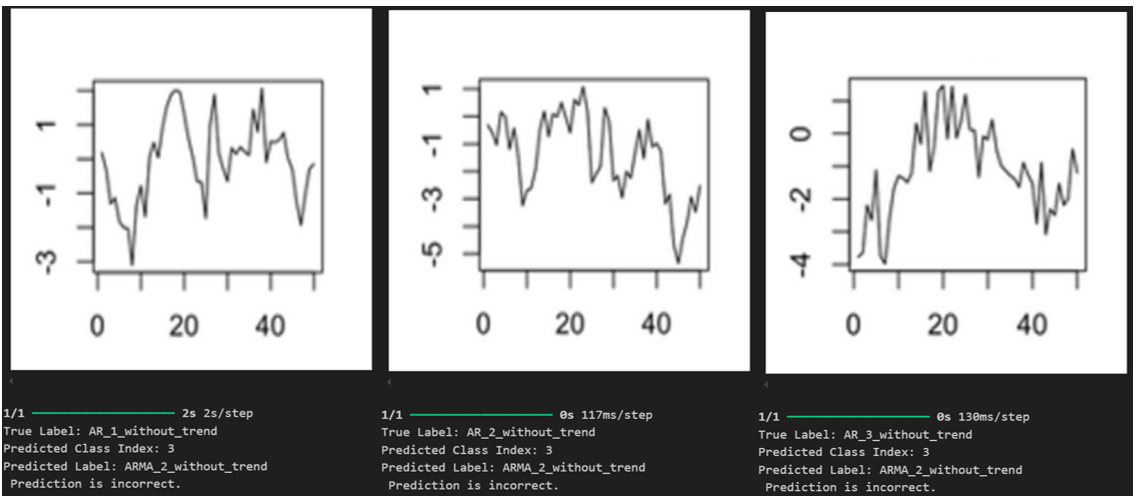 1
-1
-3
0 20 40
1/1 2s 2s/step
True Label: AR_1_without_trend
Predicted Class Index: 3
Predicted Label: ARMA_2_without_trend
Prediction is incorrect.
1
-1
-3
-5
0 20 40
1/1 0s 117ms/step
True Label: AR_2_without_trend
Predicted Class Index: 3
Predicted Label: ARMA_2_without_trend
Prediction is incorrect.
0
-2
-4
0 20 40
1/1 0s 130ms/step
True Label: AR_3_without_trend
Predicted Class Index: 3
Predicted Label: ARMA_2_without_trend
Prediction is incorrect.